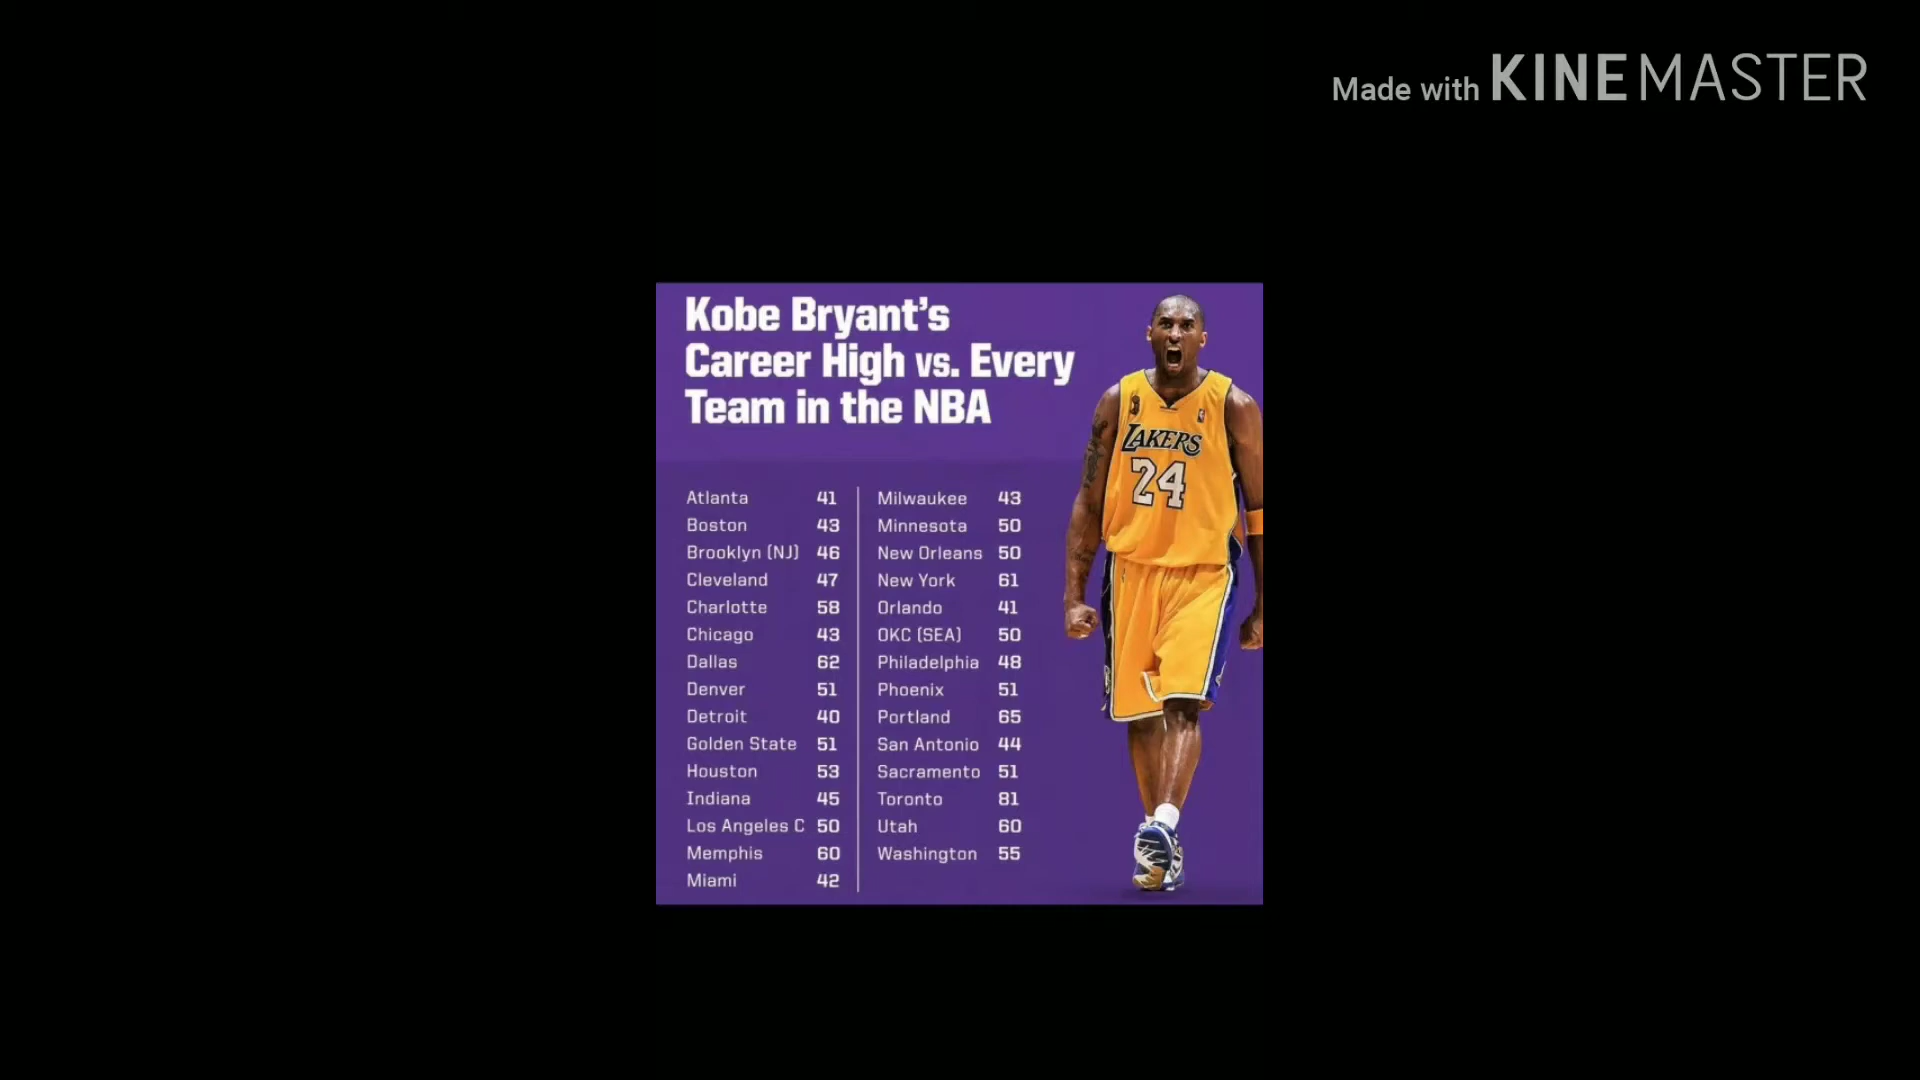 Made with KINEMASTER
Kobe Bryant's
Career High vs. Every
Team in the NBA
Atlanta 41
Boston 43
Brooklyn (NJ) 46
Cleveland 47
Charlotte 58
Chicago 43
Dallas 62
Denver 51
Detroit 40
Golden State 51
Houston 53
Indiana 45
Los Angeles C 50
Memphis 60
Miami 42
Milwaukee 43
Minnesota 50
New Orleans 50
New York 61
Orlando 41
OKC (SEA) 50
Philadelphia 48
Phoenix 51
Portland 65
San Antonio 44
Sacramento 51
Toronto 81
Utah 60
Washington 55
LAKERS
24